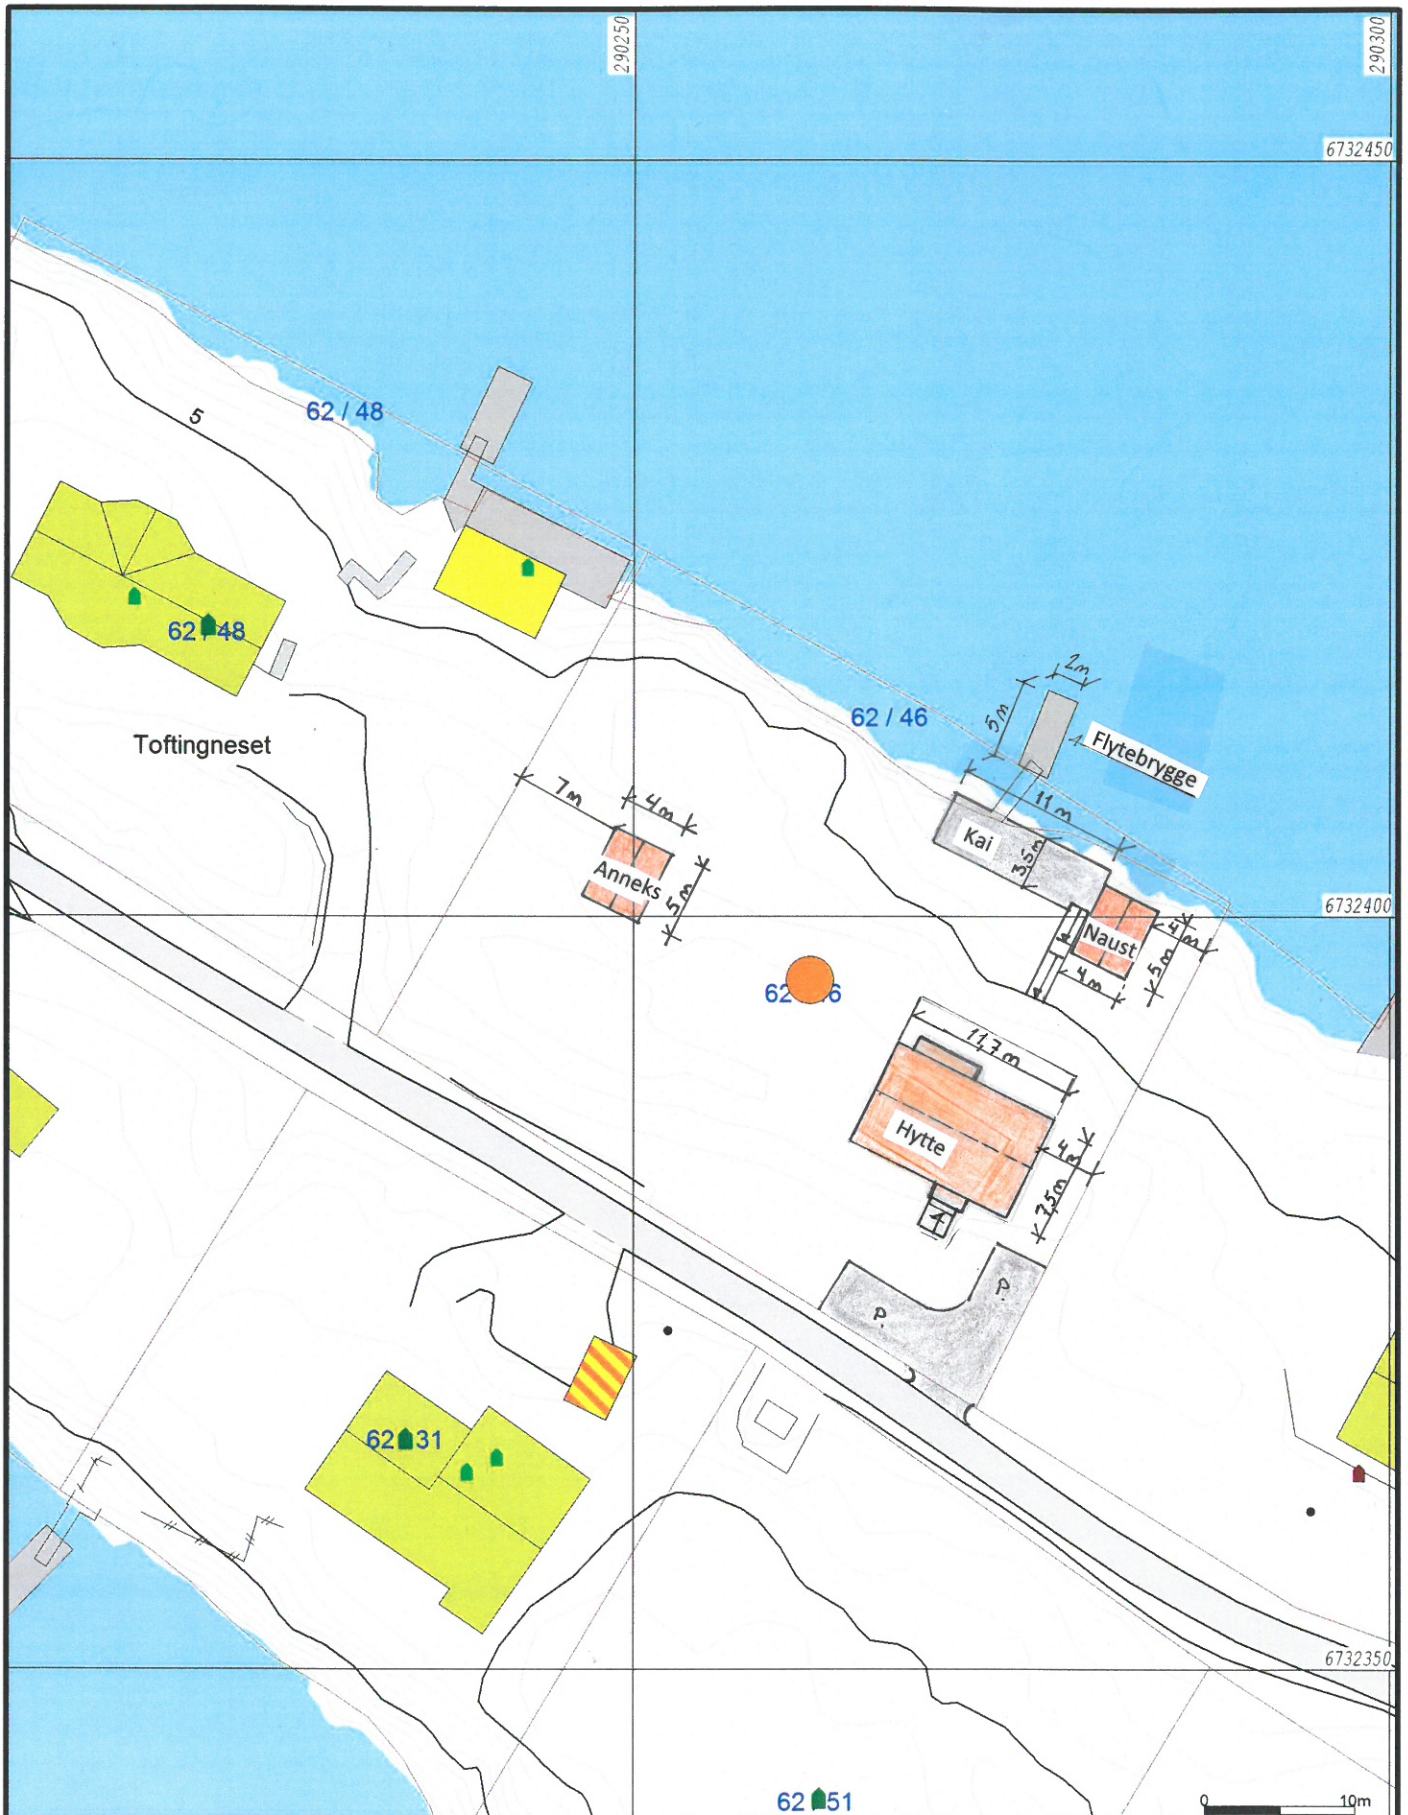 290250
290300
6732450
62 / 48
5
62 / 48
Toftingneset
62 / 46
2m
5m
Flytebrygge
11m
Kai
3,5m
7m
4m
Anneks
5m
6732400
Naust
4m
5m
4m
11,7m
Hytte
4m
7,5m
P.
P.
62 31
6732350
62 51
0 10m